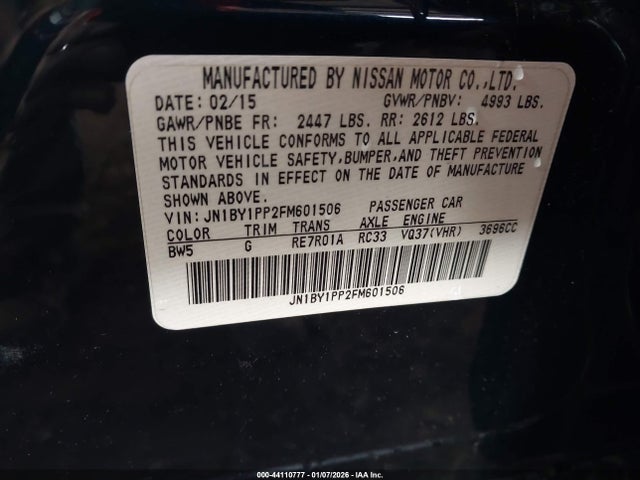 MANUFACTURED BY NISSAN MOTOR CO.,LTD.
DATE: 02/15 GVWR/PNBV: 4993 LBS.
GAWR/PNBE FR: 2447 LBS. RR: 2612 LBS.
THIS VEHICLE CONFORMS TO ALL APPLICABLE FEDERAL
MOTOR VEHICLE SAFETY,BUMPER,AND THEFT PREVENTION
STANDARDS IN EFFECT ON THE DATE OF MANUFACTURE
SHOWN ABOVE.
VIN: JN1BY1PP2FM601506 PASSENGER CAR
COLOR TRIM TRANS AXLE ENGINE
BW5 G RE7R01A RC33 VQ37(VHR) 3696CC
JN1BY1PP2FM601506
000-44110777 - 01/07/2026 - IAA Inc.